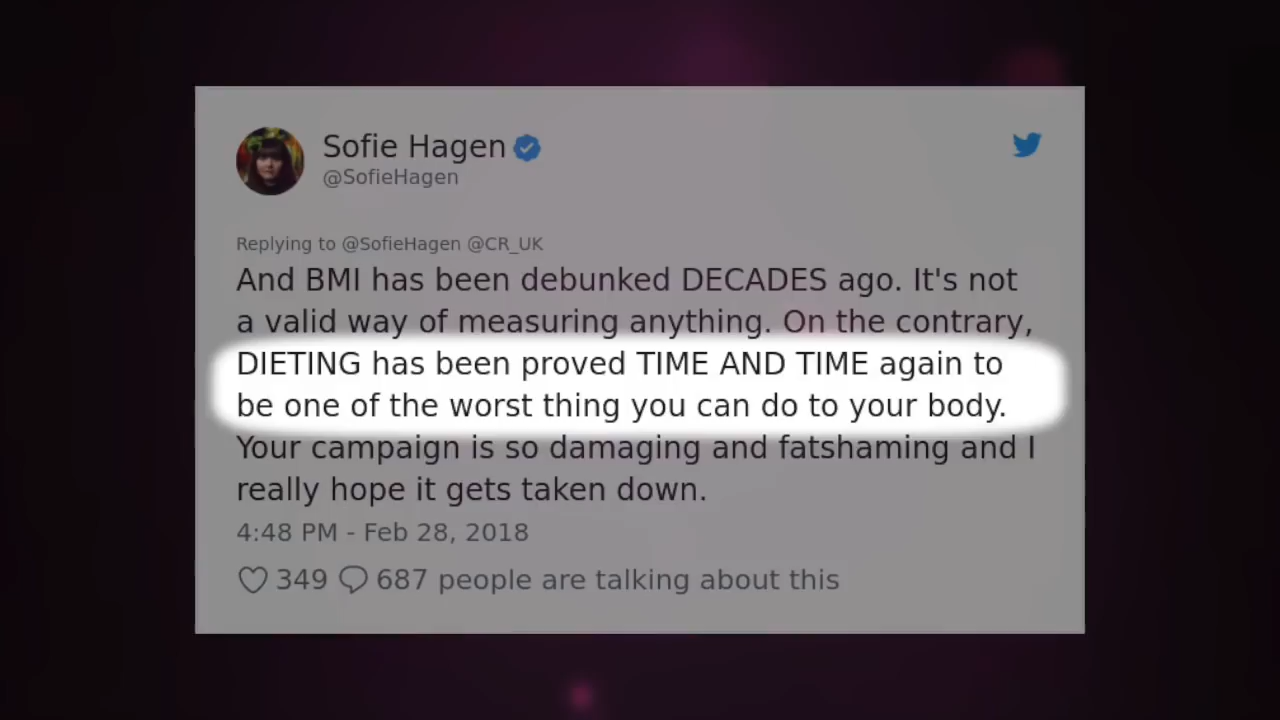 Sofie Hagen
@SofieHagen
Replying to @SofieHagen @CR_UK
And BMI has been debunked DECADES ago. It's not
a valid way of measuring anything. On the contrary,
DIETING has been proved TIME AND TIME again to
be one of the worst thing you can do to your body.
Your campaign is so damaging and fatshaming and I
really hope it gets taken down.
4:48 PM - Feb 28, 2018
349 687 people are talking about this